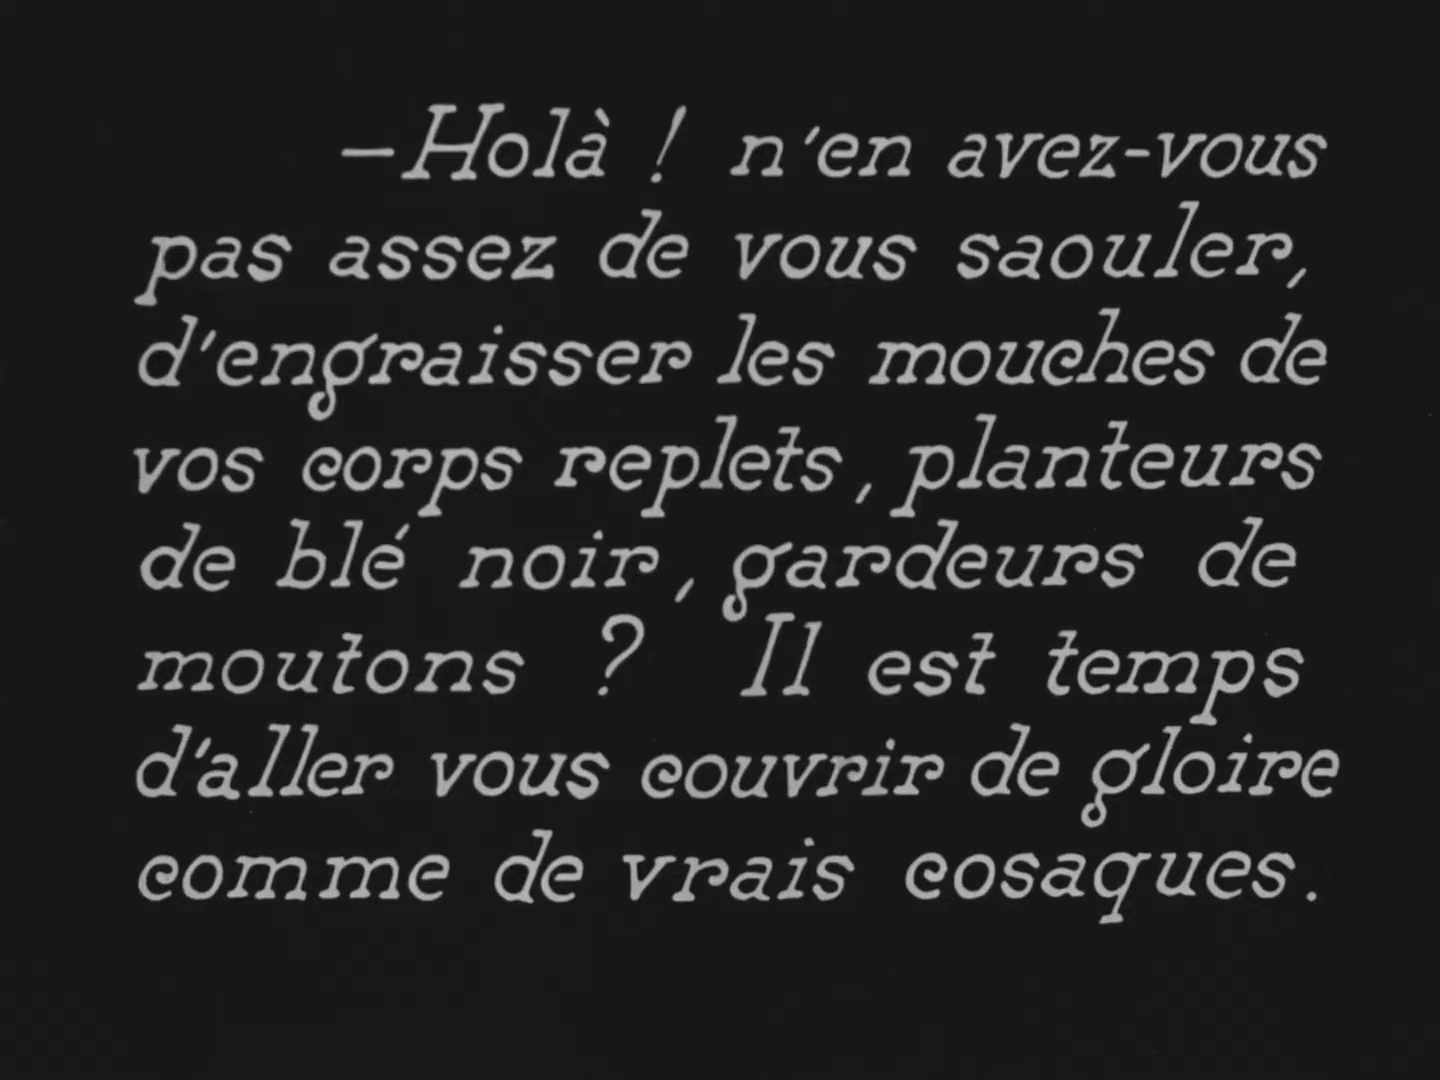 —Holà ! n'en avez-vous
pas assez de vous saouler,
d'engraisser les mouches de
vos corps replets, planteurs
de blé noir, gardeurs de
moutons ? Il est temps
d'aller vous couvrir de gloire
comme de vrais cosaques.